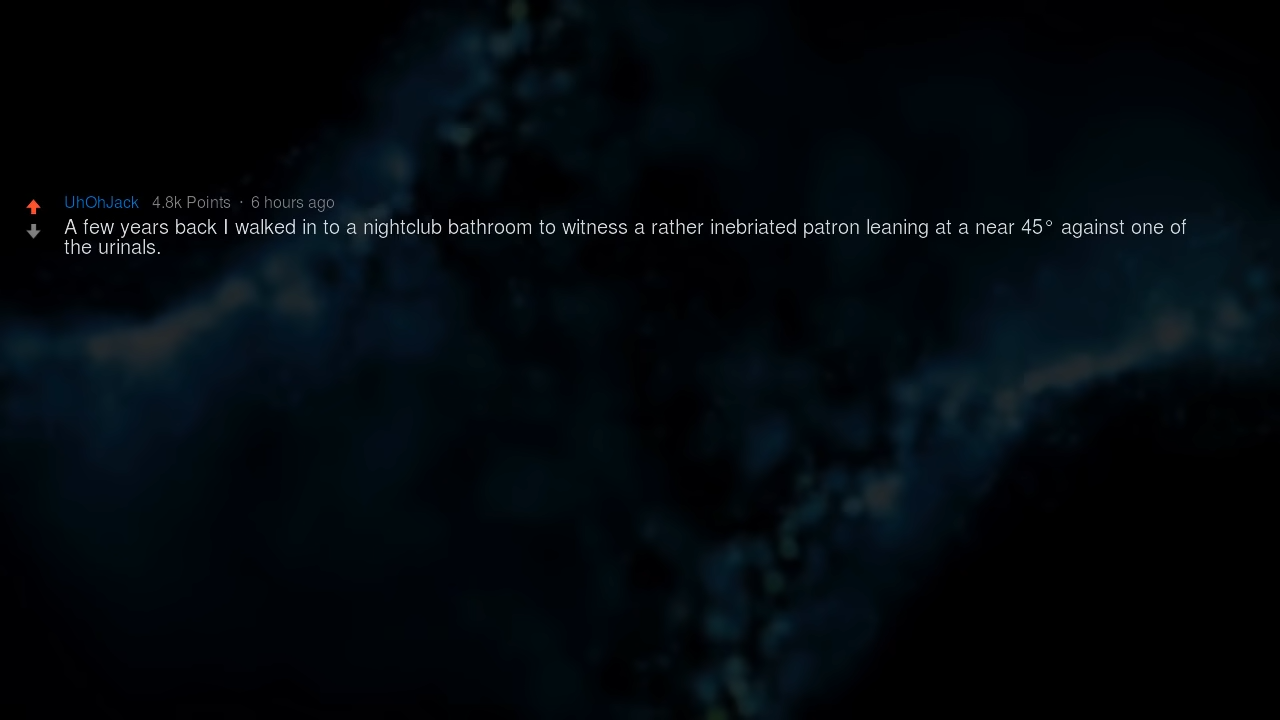 UhOhJack 4.8k Points · 6 hours ago
A few years back I walked in to a nightclub bathroom to witness a rather inebriated patron leaning at a near 45° against one of
the urinals.